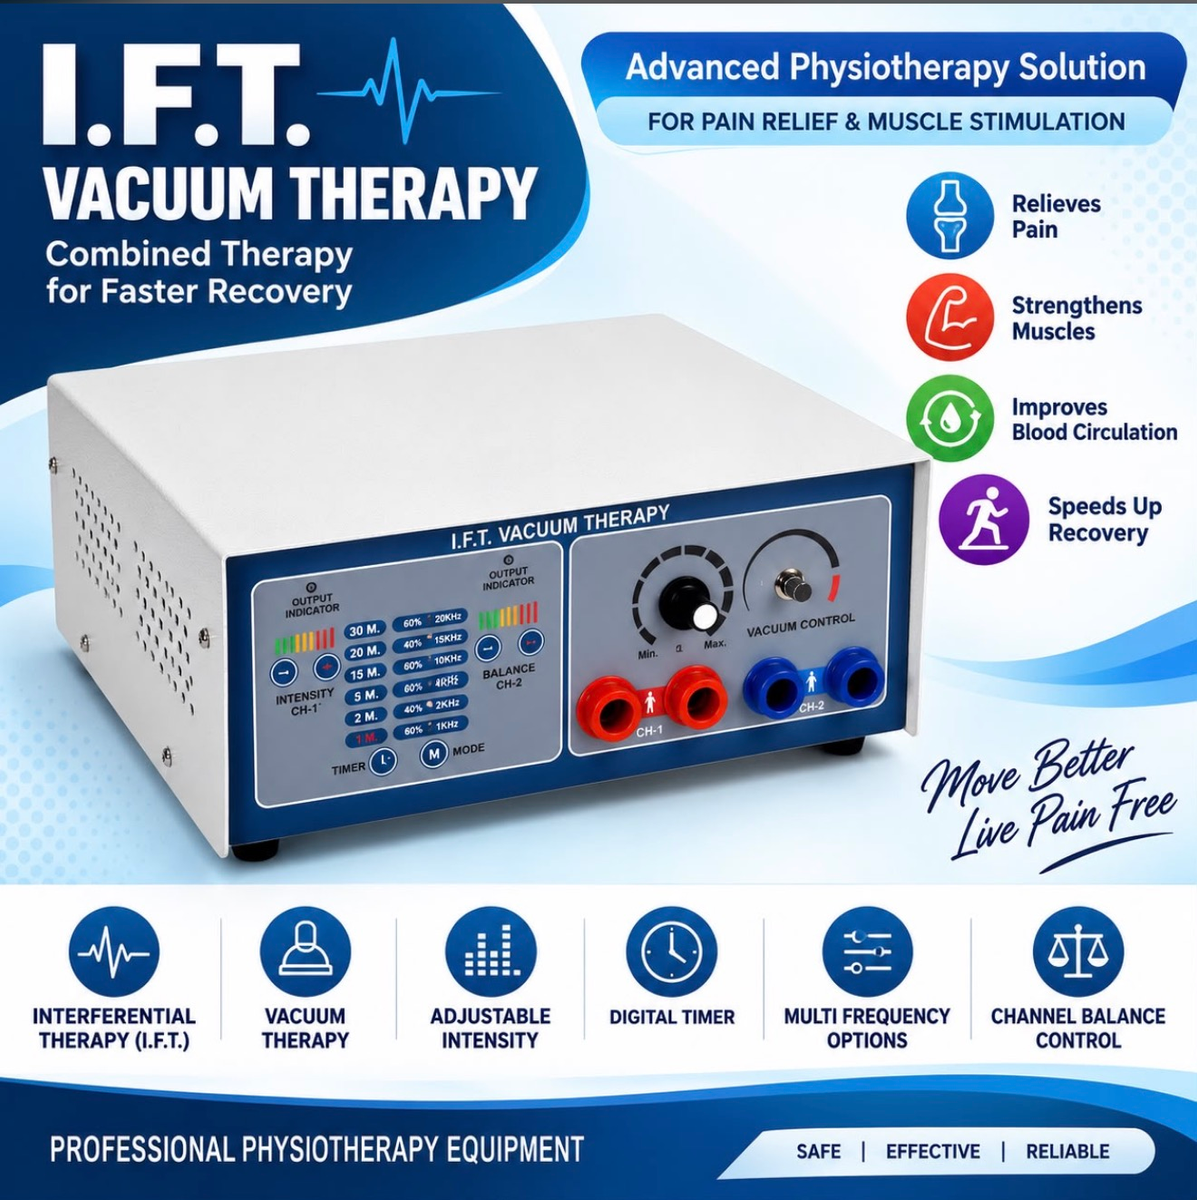 I.F.T.
VACUUM THERAPY
Combined Therapy
for Faster Recovery
Advanced Physiotherapy Solution
FOR PAIN RELIEF & MUSCLE STIMULATION
Relieves
Pain
Strengthens
Muscles
Improves
Blood Circulation
Speeds Up
Recovery
I.F.T. VACUUM THERAPY
OUTPUT
INDICATOR
INTENSITY
CH-1
30 M.
20 M.
15 M.
5 M.
2 M.
1 M.
TIMER
60% 20KHz
40% 15KHz
60% 10KHz
60%
40% 2KHz
60% 1KHz
M MODE
OUTPUT
INDICATOR
BALANCE
CH-2
Min.
Max.
VACUUM CONTROL
CH-1
CH-2
Move Better
Live Pain Free
INTERFERENTIAL
THERAPY (I.F.T.)
VACUUM
THERAPY
ADJUSTABLE
INTENSITY
DIGITAL TIMER
MULTI FREQUENCY
OPTIONS
CHANNEL BALANCE
CONTROL
PROFESSIONAL PHYSIOTHERAPY EQUIPMENT
SAFE | EFFECTIVE | RELIABLE